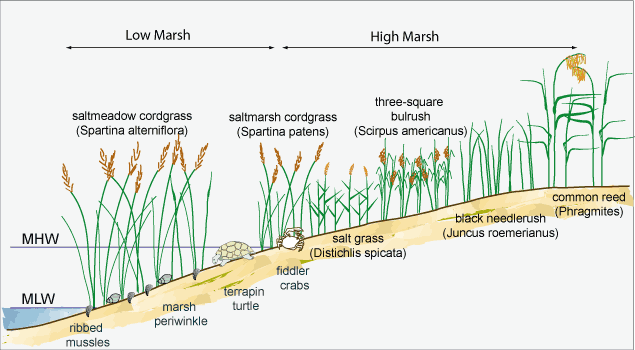 Low Marsh
High Marsh
saltmeadow cordgrass
(Spartina alterniflora)
saltmarsh cordgrass
(Spartina patens)
three-square
bulrush
(Scirpus americanus)
common reed
(Phragmites)
black needlerush
(Juncus roemerianus)
salt grass
(Distichlis spicata)
MHW
fiddler
crabs
terrapin
turtle
marsh
periwinkle
MLW
ribbed
mussles